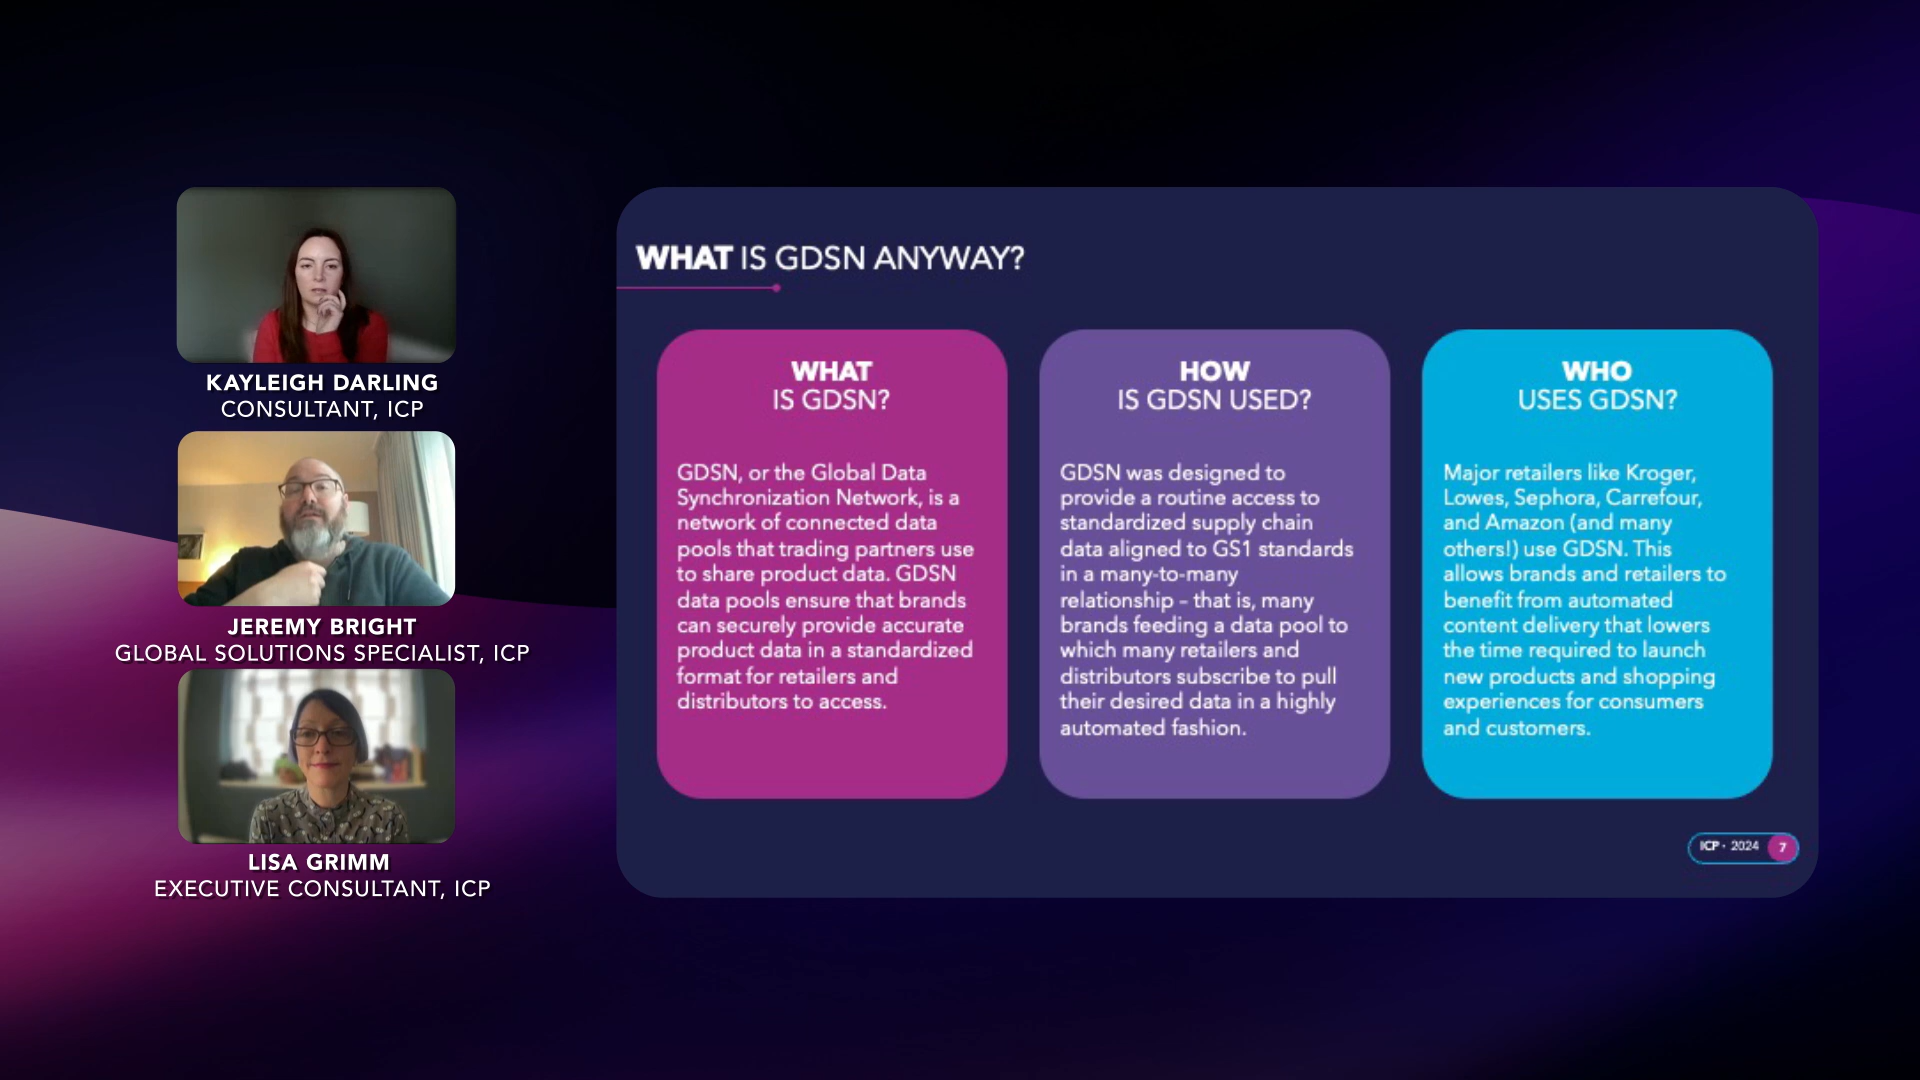 KAYLEIGH DARLING
CONSULTANT, ICP
JEREMY BRIGHT
GLOBAL SOLUTIONS SPECIALIST, ICP
LISA GRIMM
EXECUTIVE CONSULTANT, ICP
WHAT IS GDSN ANYWAY?
WHAT
IS GDSN?
GDSN, or the Global Data
Synchronization Network, is a
network of connected data
pools that trading partners use
to share product data. GDSN
data pools ensure that brands
can securely provide accurate
product data in a standardized
format for retailers and
distributors to access.
HOW
IS GDSN USED?
GDSN was designed to
provide a routine access to
standardized supply chain
data aligned to GS1 standards
in a many-to-many
relationship – that is, many
brands feeding a data pool to
which many retailers and
distributors subscribe to pull
their desired data in a highly
automated fashion.
WHO
USES GDSN?
Major retailers like Kroger,
Lowes, Sephora, Carrefour,
and Amazon (and many
others!) use GDSN. This
allows brands and retailers to
benefit from automated
content delivery that lowers
the time required to launch
new products and shopping
experiences for consumers
and customers.
ICP · 2024 7